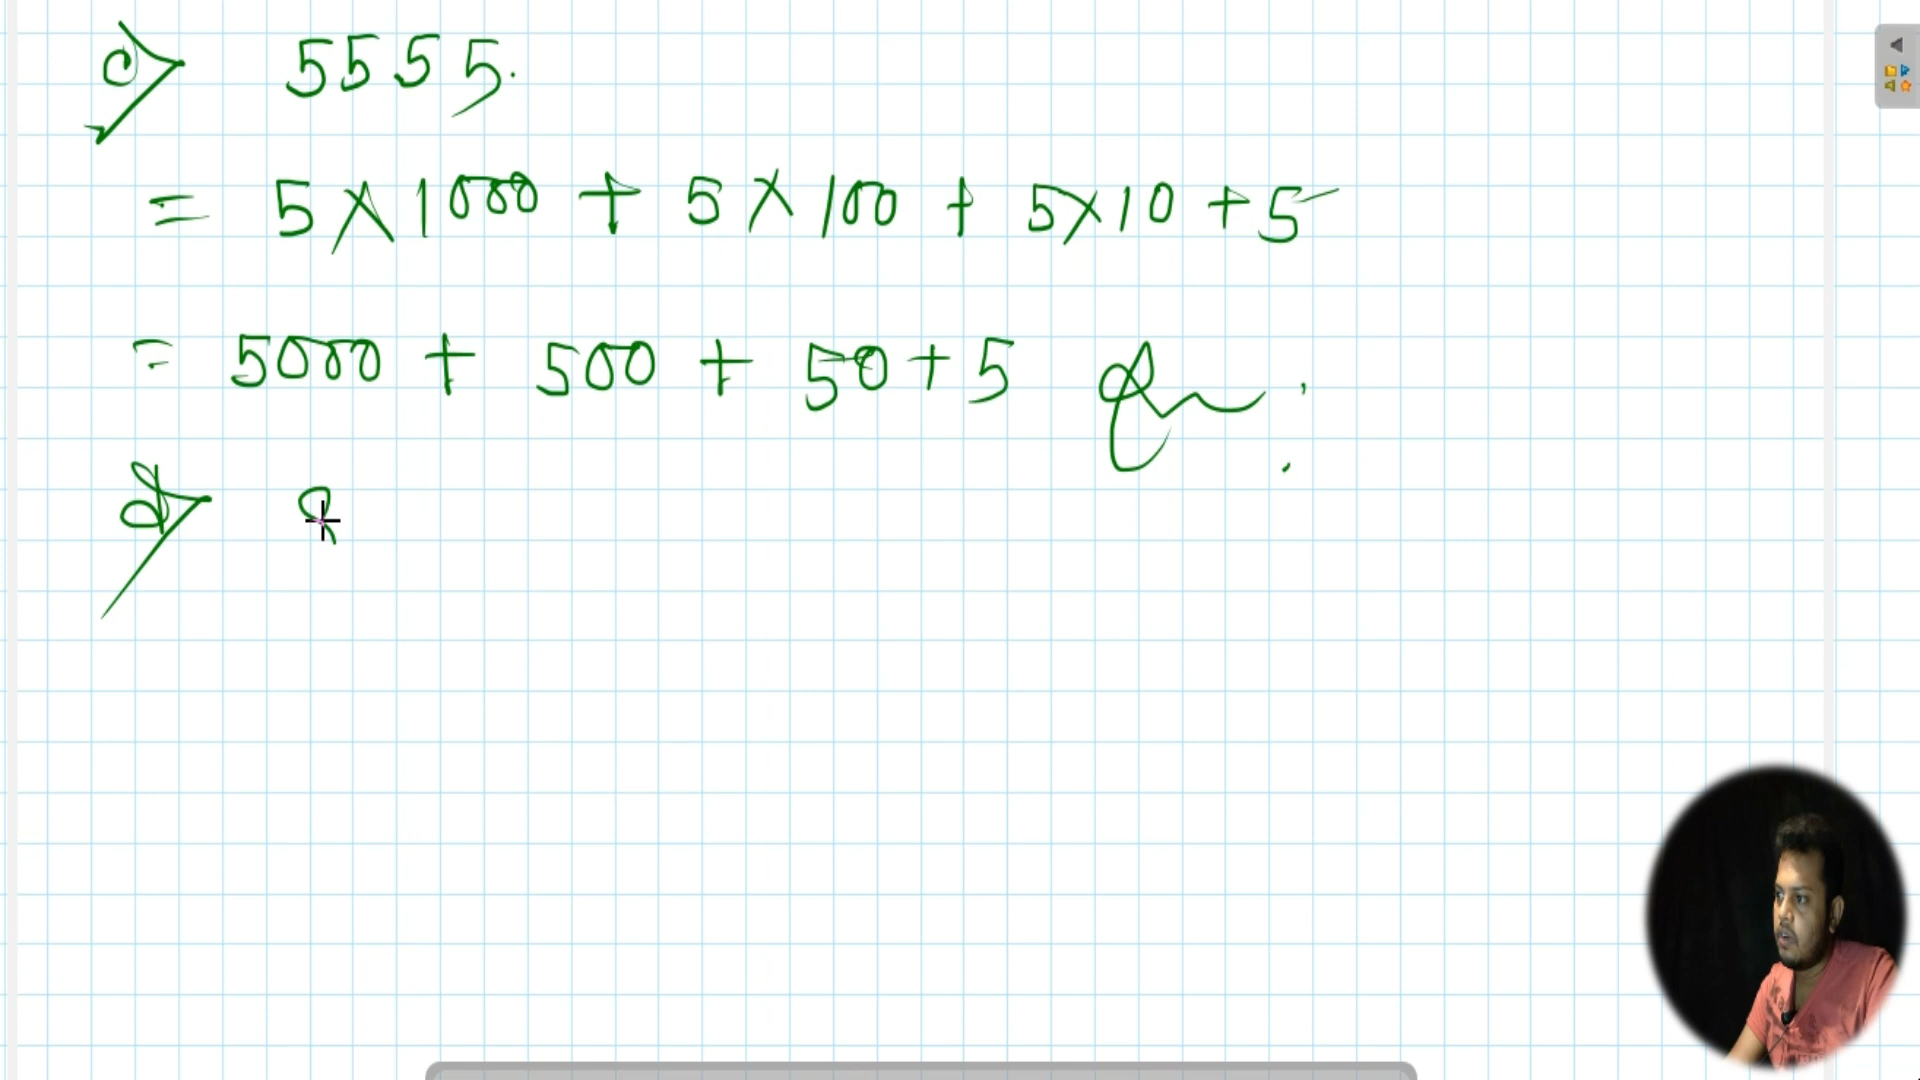 c) 5555.
= 5×1000 + 5×100 + 5×10 + 5
= 5000 + 500 + 50 + 5
d)